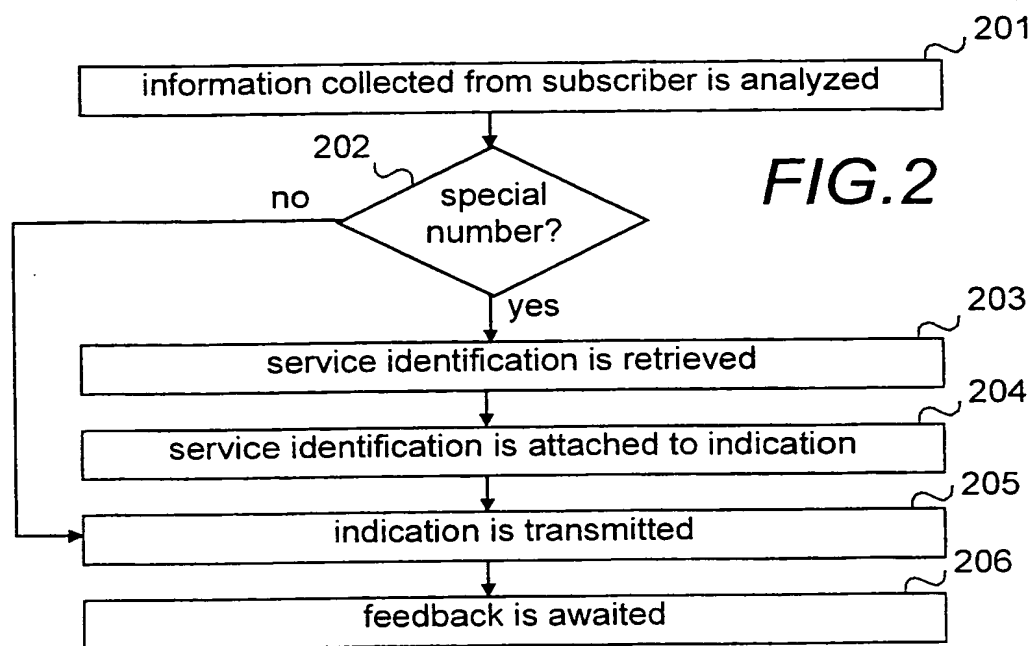 201
information collected from subscriber is analyzed
202
FIG.2
no
special
number?
yes
203
service identification is retrieved
204
service identification is attached to indication
205
indication is transmitted
206
feedback is awaited